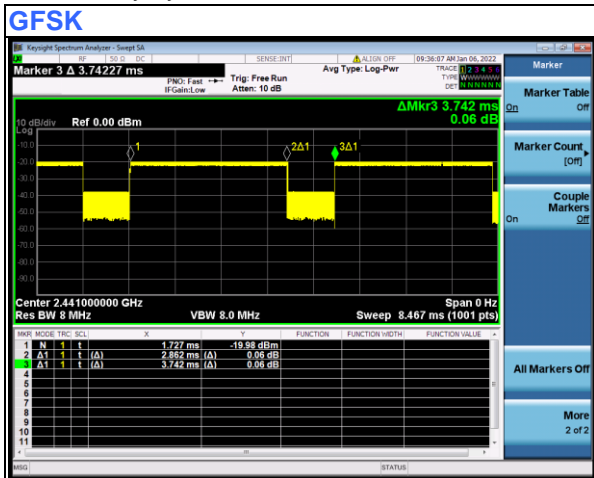 GFSK
Keysight Spectrum Analyzer - Swept SA
RF 50 Ω DC SENSE:INT ALIGN OFF 09:36:07 AM Jan 06, 2022
Marker 3 Δ 3.74227 ms
PNO: Fast Trig: Free Run
IFGain:Low Atten: 10 dB
Avg Type: Log-Pwr
TRACE 1 2 3 4 5 6
TYPE WWWWWW
DET NNNNNN
ΔMkr3 3.742 ms
0.06 dB
10 dB/div Ref 0.00 dBm
Log
-10.0
-20.0
-30.0
-40.0
-50.0
-60.0
-70.0
-80.0
-90.0
1
2Δ1
3Δ1
Center 2.441000000 GHz Span 0 Hz
Res BW 8 MHz VBW 8.0 MHz Sweep 8.467 ms (1001 pts)
MKR MODE TRC SCL X Y FUNCTION FUNCTION WIDTH FUNCTION VALUE
1 N 1 t 1.727 ms -19.98 dBm
2 Δ1 1 t (Δ) 2.862 ms (Δ) 0.06 dB
3 Δ1 1 t (Δ) 3.742 ms (Δ) 0.06 dB
4
5
6
7
8
9
10
11
MSG STATUS
Marker
Marker Table
On Off
Marker Count
[Off]
Couple
Markers
On Off
All Markers Off
More
2 of 2